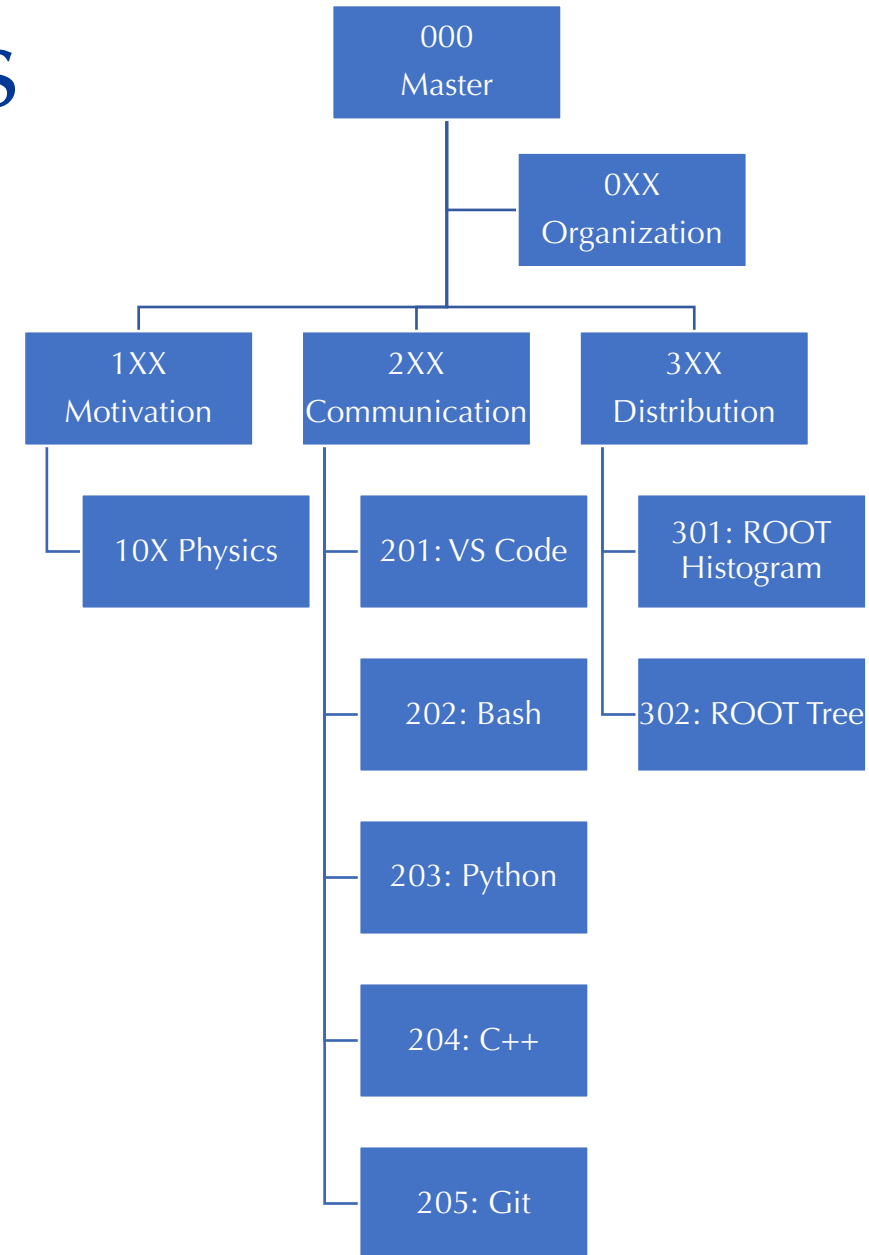 s
000
Master
0XX
Organization
1XX
Motivation
2XX
Communication
3XX
Distribution
10X Physics
201: VS Code
301: ROOT
Histogram
202: Bash
302: ROOT Tree
203: Python
204: C++
205: Git